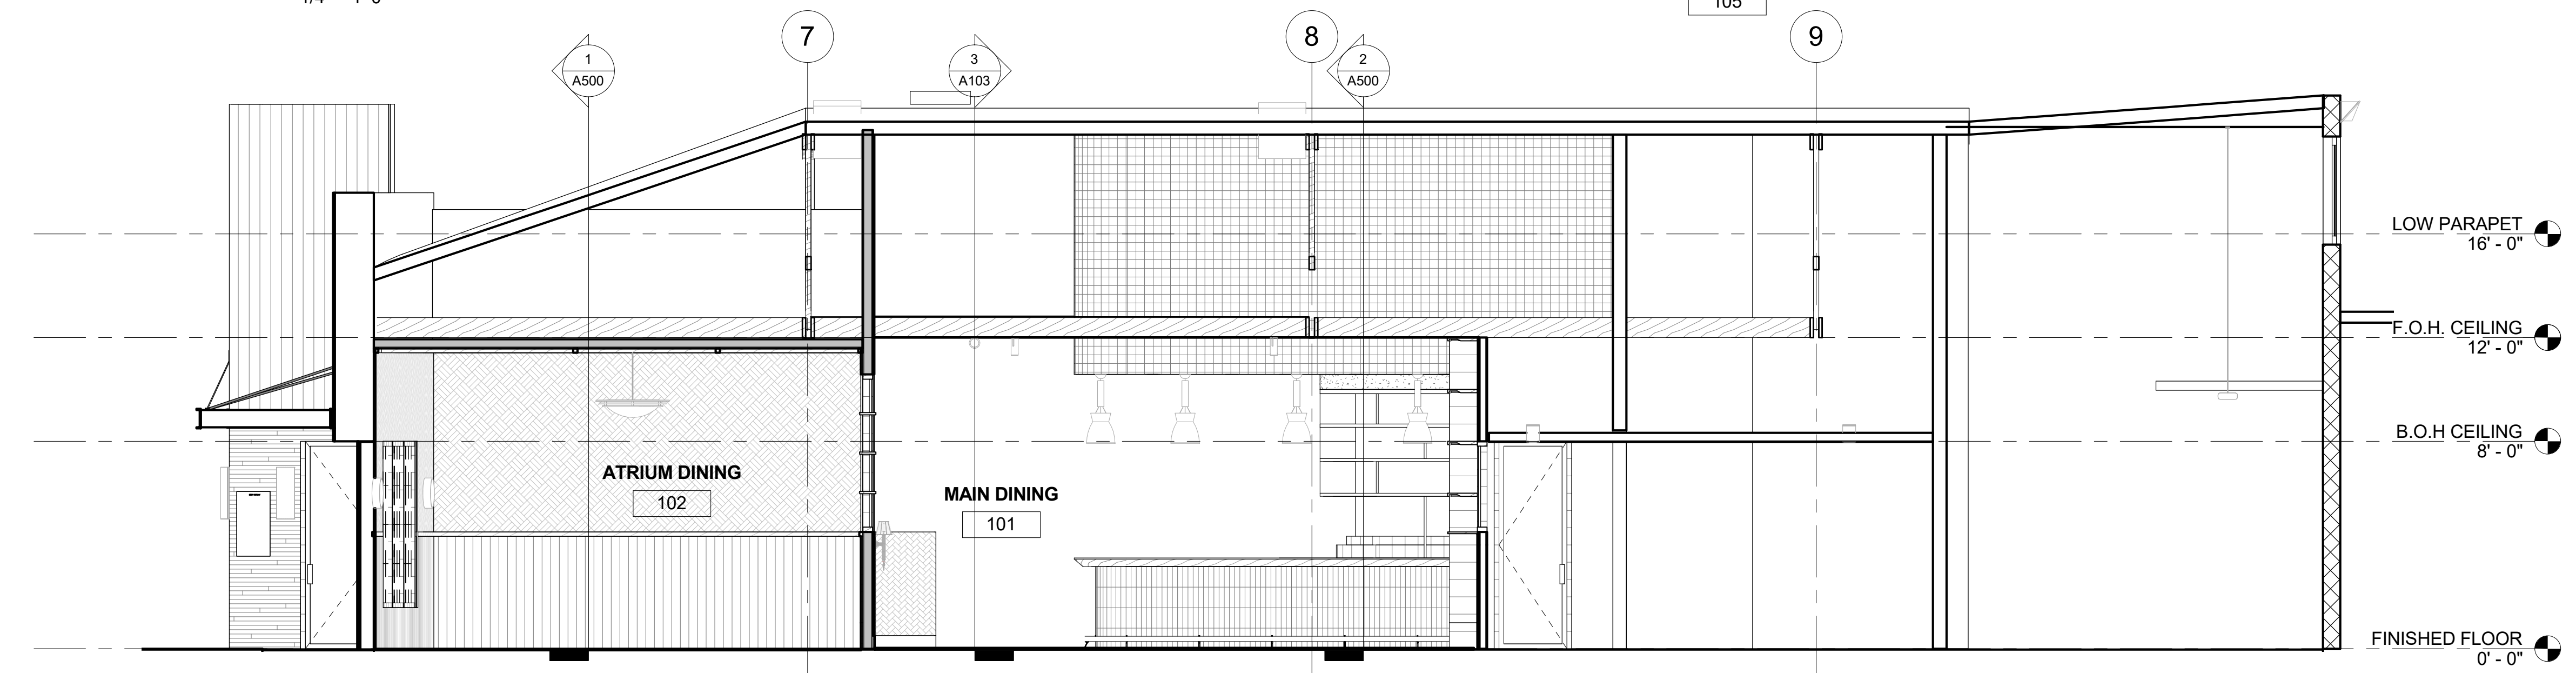 105
7
8
9
1
A500
3
A103
2
A500
LOW PARAPET
16' - 0"
F.O.H. CEILING
12' - 0"
B.O.H CEILING
8' - 0"
ATRIUM DINING
102
MAIN DINING
101
FINISHED FLOOR
0' - 0"